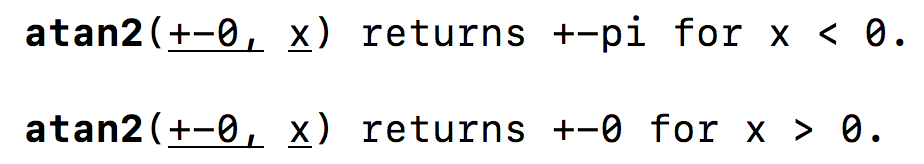 atan2(+-0, x) returns +-pi for x < 0.
atan2(+-0, x) returns +-0 for x > 0.